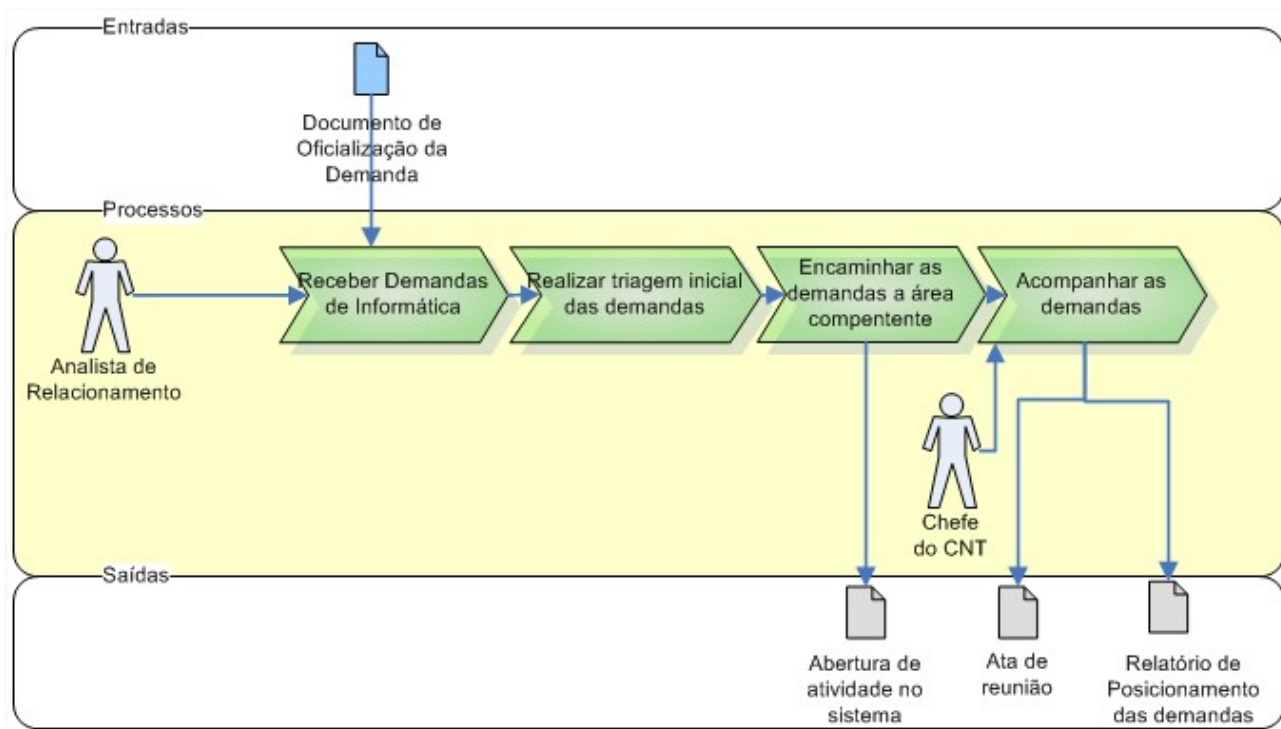 Entradas
Documento de
Oficialização da
Demanda
Processos
Receber Demandas
de Informática
Realizar triagem inicial
das demandas
Encaminhar as
demandas a área
compentente
Acompanhar as
demandas
Analista de
Relacionamento
Chefe
do CNT
Saídas
Abertura de
atividade no
sistema
Ata de
reunião
Relatório de
Posicionamento
das demandas